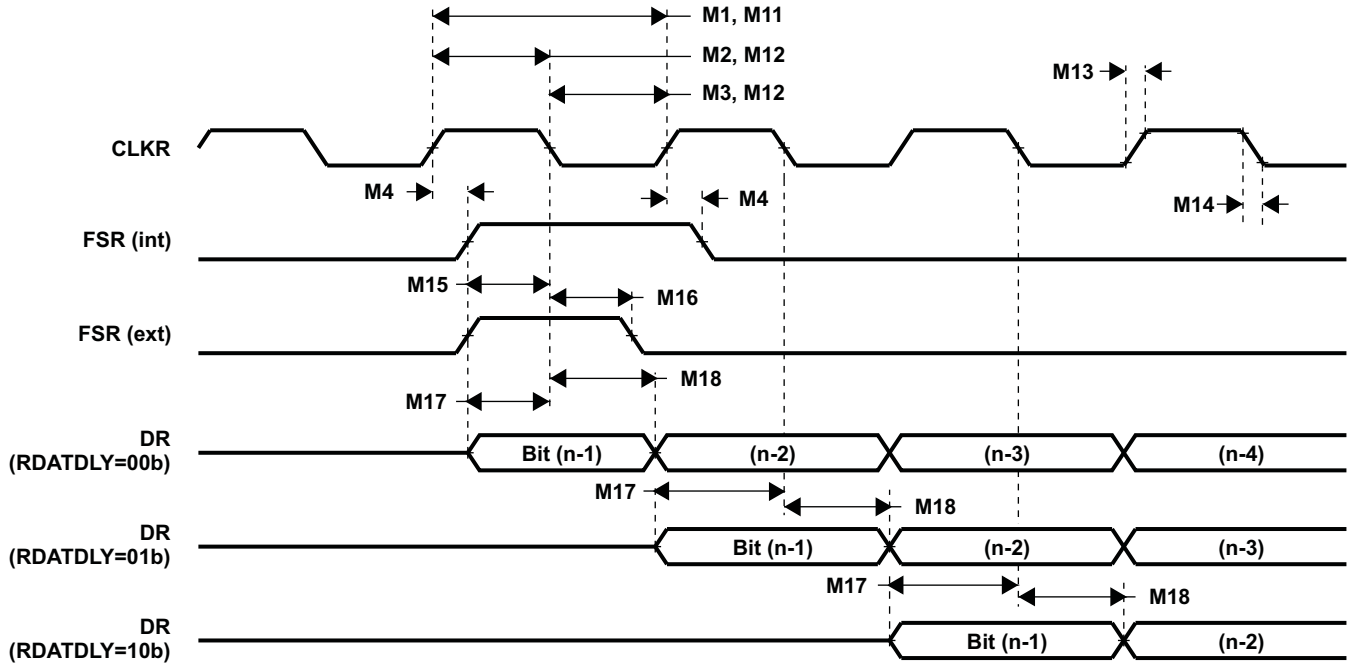 M1, M11
M2, M12
M13
M3, M12
CLKR
M4
M4
M14
FSR (int)
M15
M16
FSR (ext)
M18
M17
DR
(RDATDLY=00b)
Bit (n-1)
(n-2)
(n-3)
(n-4)
M17
M18
DR
(RDATDLY=01b)
Bit (n-1)
(n-2)
(n-3)
M17
M18
DR
(RDATDLY=10b)
Bit (n-1)
(n-2)